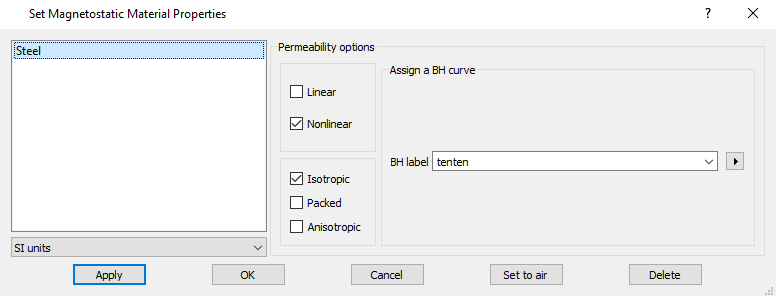 Set Magnetostatic Material Properties
?
Steel
Permeability options
Linear
Nonlinear
Isotropic
Packed
Anisotropic
Assign a BH curve
BH label tenten
SI units
Apply OK Cancel Set to air Delete